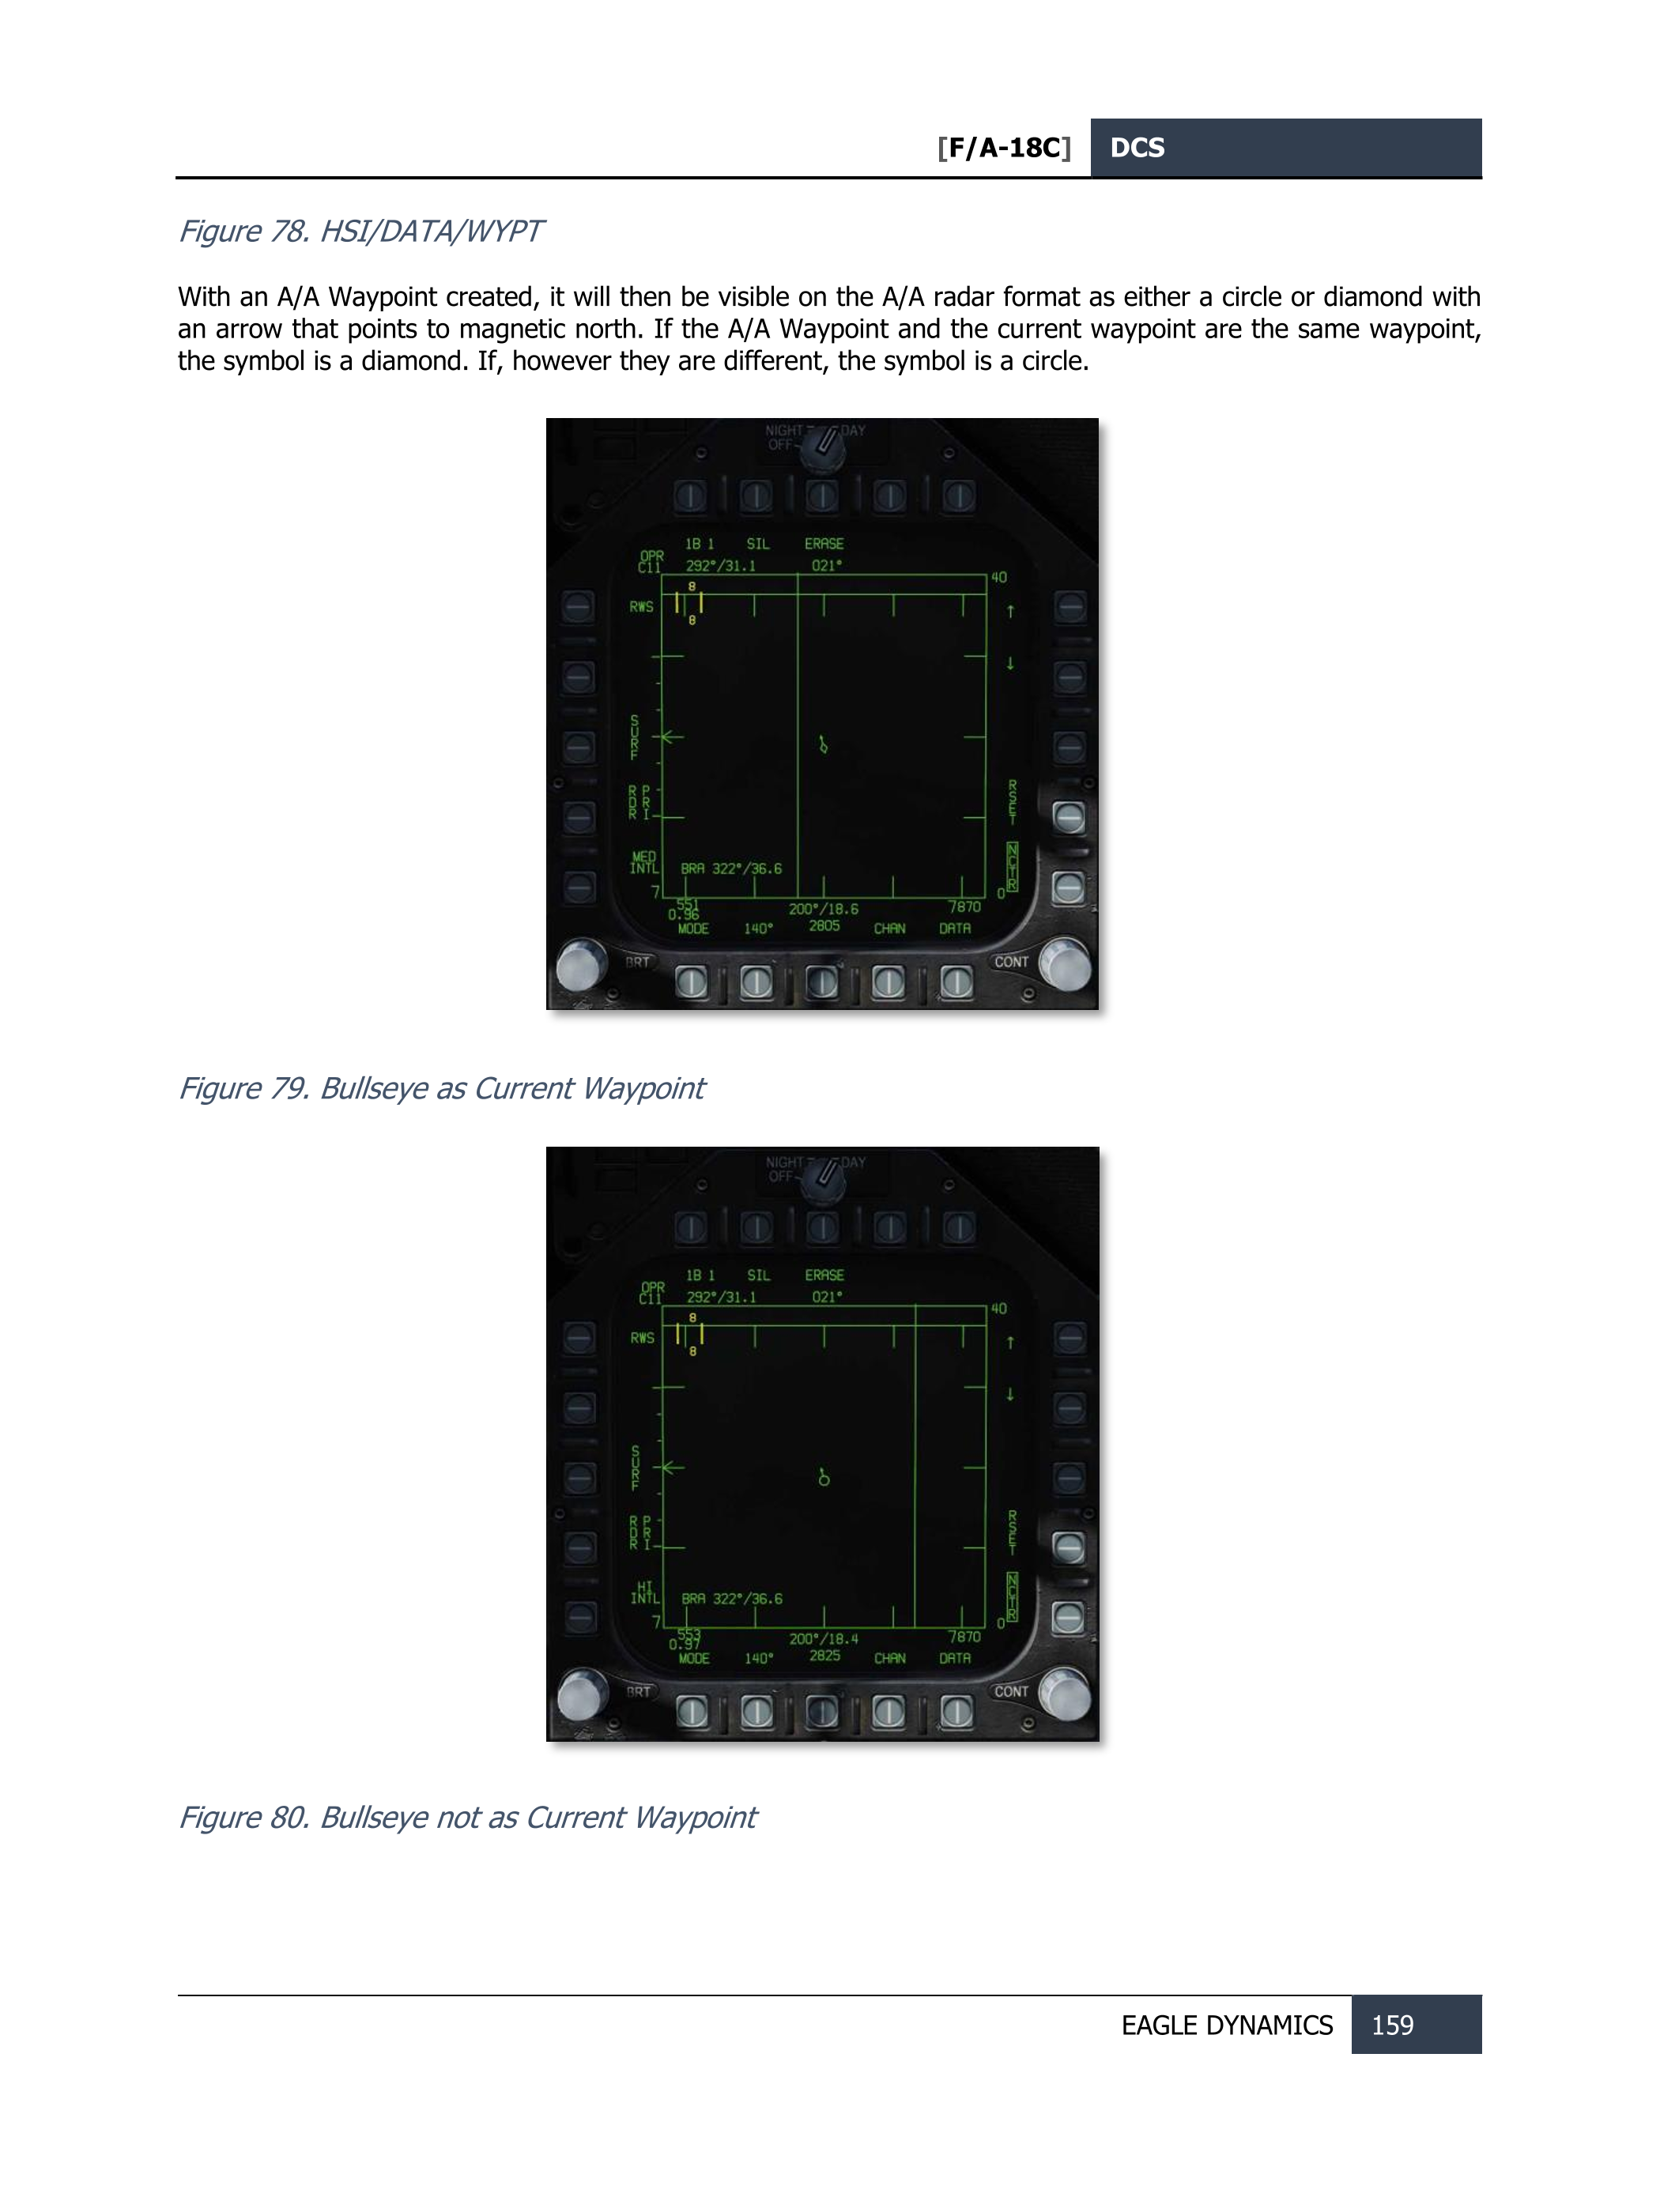 [F/A-18C] DCS
Figure 78. HSI/DATA/WYPT
With an A/A Waypoint created, it will then be visible on the A/A radar format as either a circle or diamond with
an arrow that points to magnetic north. If the A/A Waypoint and the current waypoint are the same waypoint,
the symbol is a diamond. If, however they are different, the symbol is a circle.
NIGHT DAY
OFF
1B 1 SIL ERASE
OPR
C11 292°/31.1 021°
40
8
RWS
8
SURF
RDR PRI
RSET
MED
INTL BRA 322°/36.6
NCTR
7 0
551 200°/18.6 7870
0.96
MODE 140° 2805 CHAN DATA
BRT CONT
Figure 79. Bullseye as Current Waypoint
NIGHT DAY
OFF
1B 1 SIL ERASE
OPR
C11 292°/31.1 021°
40
8
RWS
8
SURF
RDR PRI
RSET
HI
INTL BRA 322°/36.6
NCTR
7 0
553 200°/18.4 7870
0.97
MODE 140° 2825 CHAN DATA
BRT CONT
Figure 80. Bullseye not as Current Waypoint
EAGLE DYNAMICS 159